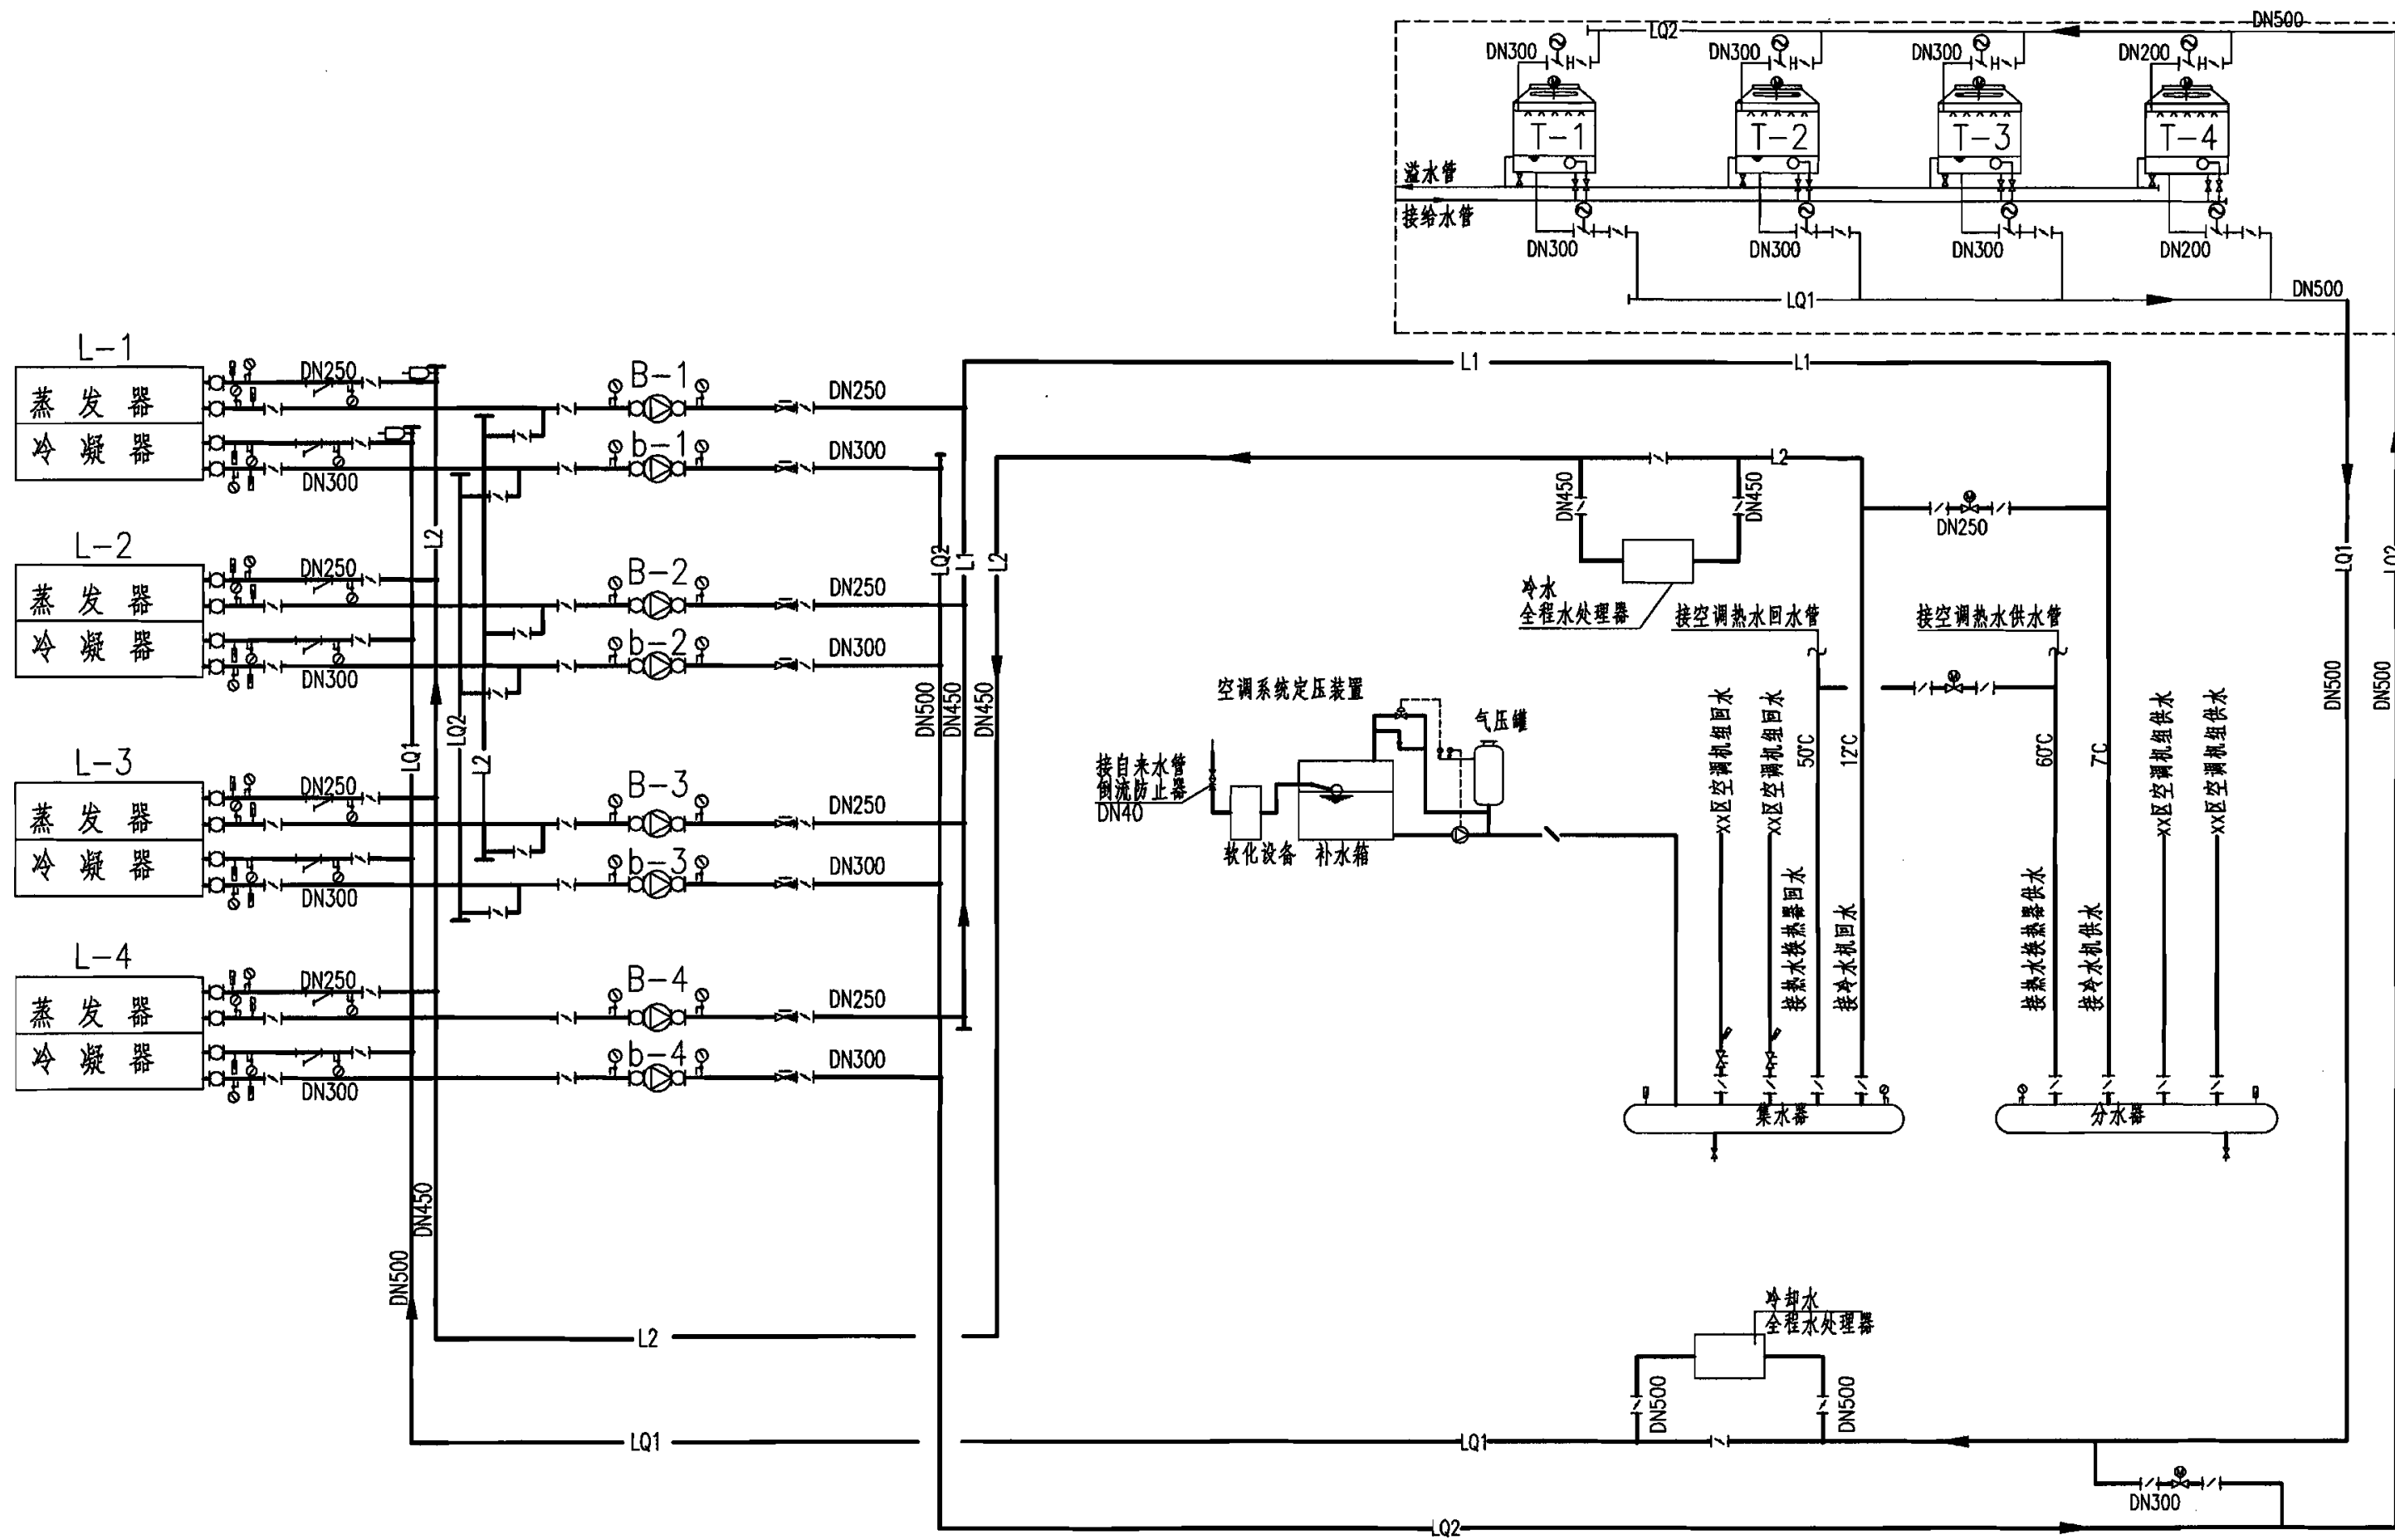 DN500
LQ2
DN300
DN300
DN300
DN200
T-1
T-2
T-3
T-4
溢水管
接给水管
DN300
DN300
DN300
DN200
LQ1
DN500
L-1
蒸发器
冷凝器
DN250
DN300
B-1
DN250
b-1
DN300
L1
L1
L2
DN450
DN450
DN250
冷水
全程水处理器
接空调热水回水管
接空调热水供水管
L-2
蒸发器
冷凝器
DN250
DN300
L2
B-2
DN250
b-2
DN300
LQ2
L1
L2
DN500
DN450
DN450
LQ1
LQ2
DN500
DN500
L-3
蒸发器
冷凝器
DN250
DN300
LQ1
LQ2
L2
B-3
DN250
b-3
DN300
空调系统定压装置
气压罐
接自来水管
倒流防止器
DN40
软化设备
补水箱
xx区空调机组回水
xx区空调机组回水
50°C
12°C
接热水换热器回水
接冷水机回水
60°C
7°C
接热水换热器供水
接冷水机供水
xx区空调机组供水
xx区空调机组供水
L-4
蒸发器
冷凝器
DN250
DN300
B-4
DN250
b-4
DN300
集水器
分水器
DN450
DN500
L2
冷却水
全程水处理器
DN500
DN500
LQ1
LQ1
DN300
LQ2